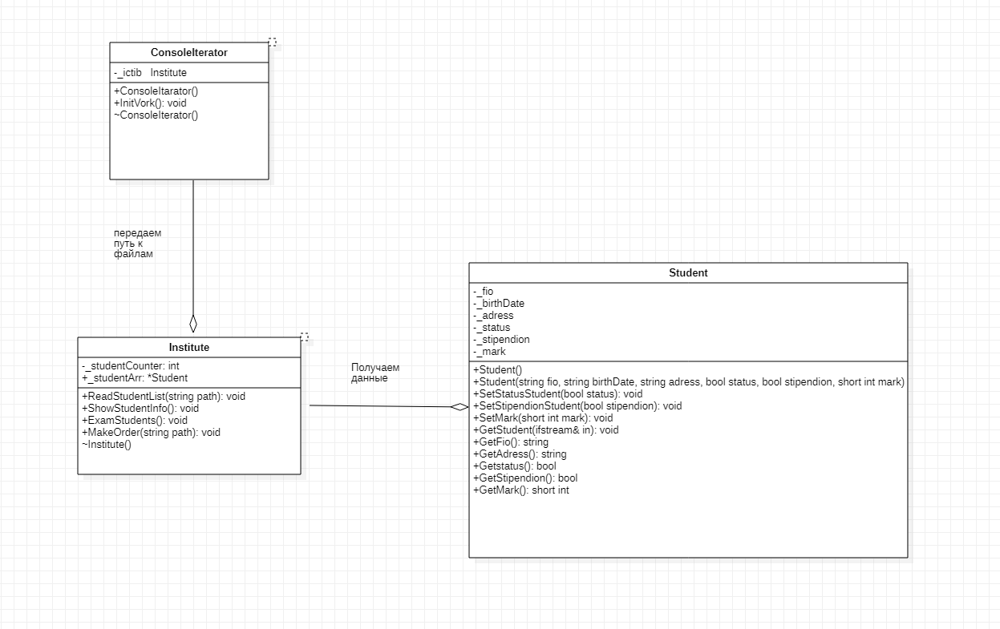 ConsoleIterator
-_ictib Institute
+ConsoleItarator()
+InitVork(): void
~ConsoleIterator()
передаем
путь к
файлам
Institute
-_studentCounter: int
+_studentArr: *Student
+ReadStudentList(string path): void
+ShowStudentInfo(): void
+ExamStudents(): void
+MakeOrder(string path): void
~Institute()
Получаем
данные
Student
-_fio
-_birthDate
-_adress
-_status
-_stipendion
-_mark
+Student()
+Student(string fio, string birthDate, string adress, bool status, bool stipendion, short int mark)
+SetStatusStudent(bool status): void
+SetStipendionStudent(bool stipendion): void
+SetMark(short int mark): void
+GetStudent(ifstream& in): void
+GetFio(): string
+GetAdress(): string
+Getstatus(): bool
+GetStipendion(): bool
+GetMark(): short int